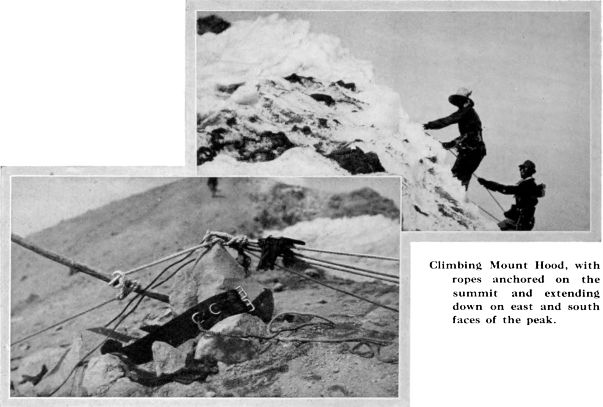 Climbing Mount Hood, with
ropes anchored on the
summit and extending
down on east and south
faces of the peak.